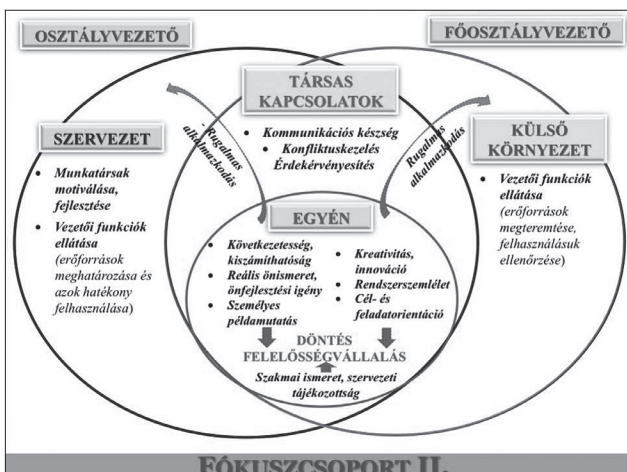 OSZTÁLYVEZETŐ
FŐOSZTÁLYVEZETŐ
TÁRSAS
KAPCSOLATOK
• Kommunikációs készség
• Konfliktuskezelés
Érdekérvényesítés
SZERVEZET
• Munkatársak
motiválása,
fejlesztése
• Vezetői funkciók
ellátása
(erőforrások
meghatározása és
azok hatékony
felhasználása)
- Rugalmas
alkalmazkodás
Rugalmas
alkalmazkodás
KÜLSŐ
KÖRNYEZET
• Vezetői funkciók
ellátása
(erőforrások
megteremtése,
felhasználásuk
ellenőrzése)
EGYÉN
• Következetesség,
kiszámíthatóság
• Reális önismeret,
önfejlesztési igény
• Személyes
példamutatás
• Kreativitás,
innováció
• Rendszerszemlélet
• Cél- és
feladatorientáció
DÖNTÉS
FELELŐSSÉGVÁLLALÁS
Szakmai ismeret, szervezeti
tájékozottság
FÓKUSZCSOPORT II.